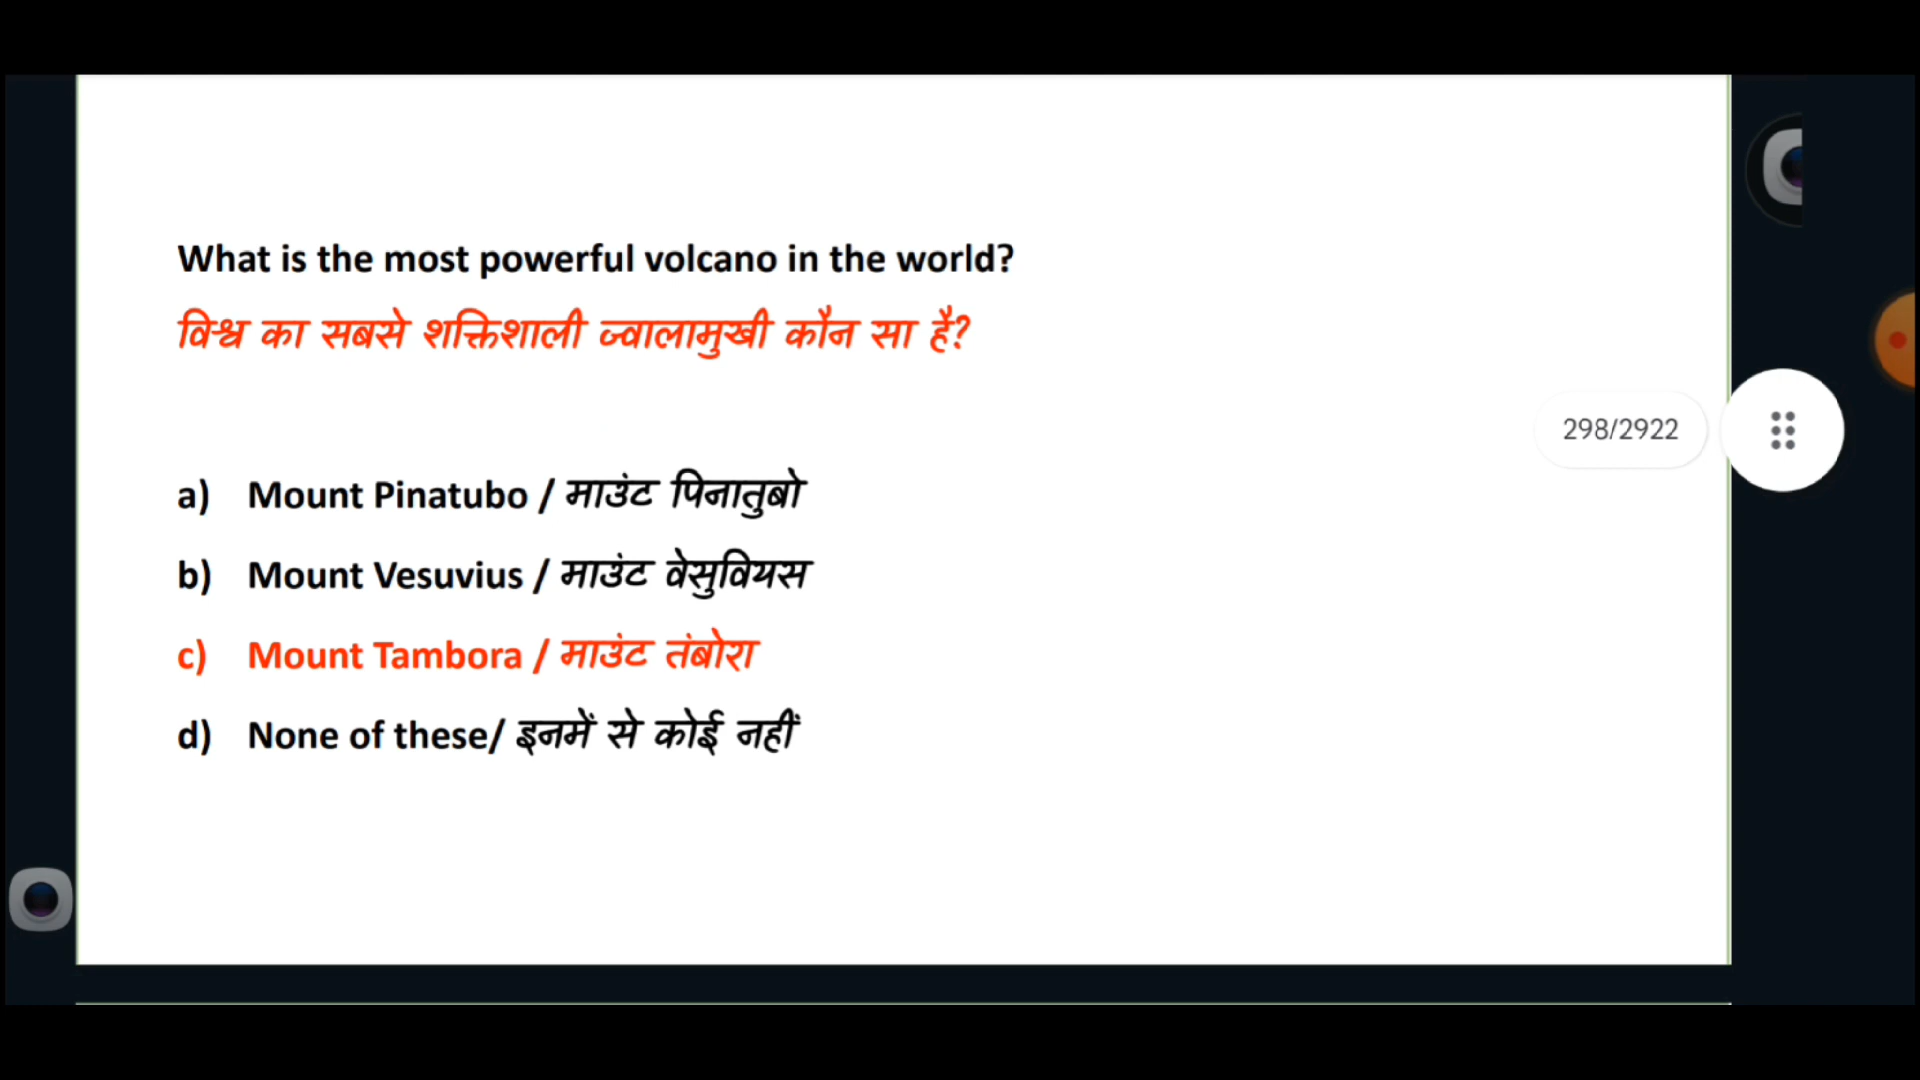 What is the most powerful volcano in the world?
विश्व का सबसे शक्तिशाली ज्वालामुखी कौन सा है?
298/2922
a) Mount Pinatubo / माउंट पिनातुबो
b) Mount Vesuvius / माउंट वेसुवियस
c) Mount Tambora / माउंट तंबोरा
d) None of these/ इनमें से कोई नहीं